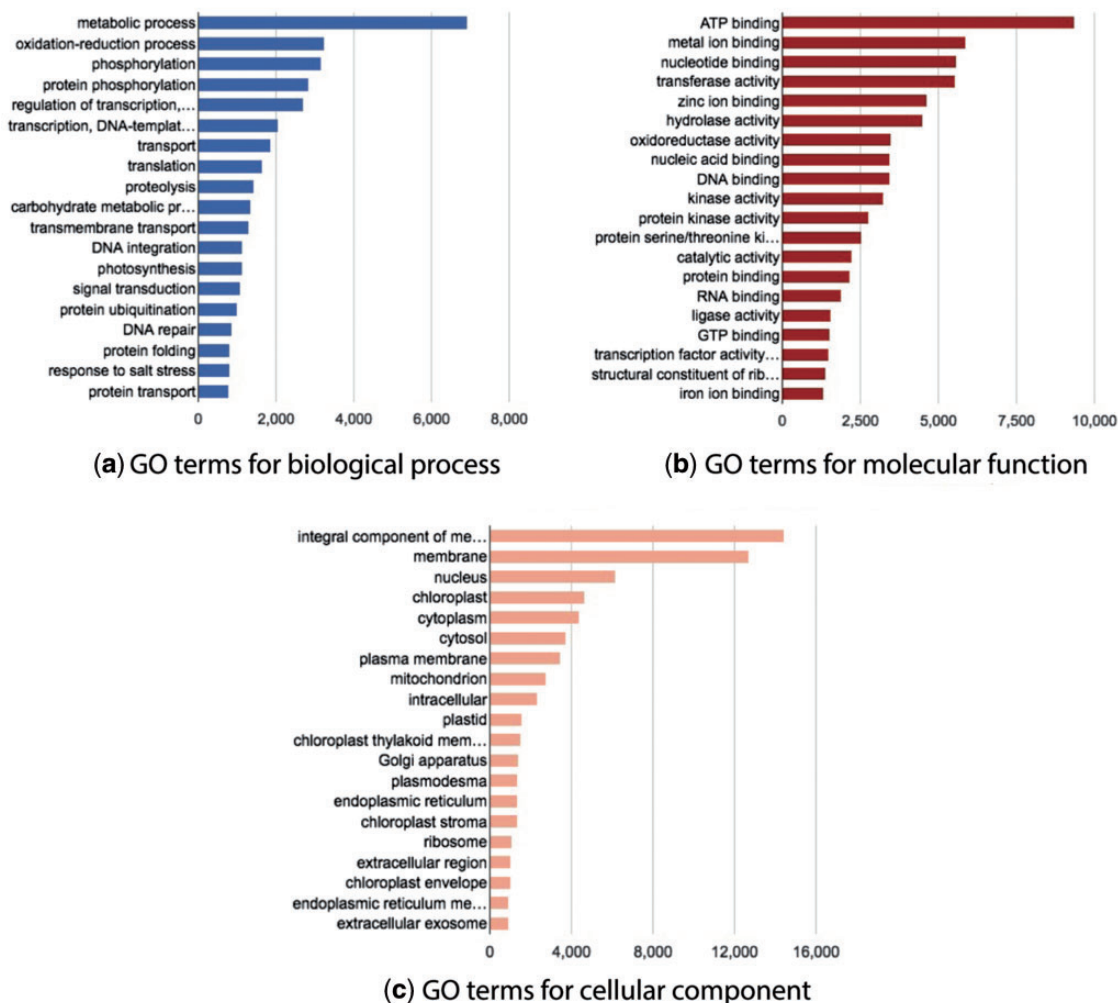 metabolic process
oxidation-reduction process
phosphorylation
protein phosphorylation
regulation of transcription,...
transcription, DNA-templat...
transport
translation
proteolysis
carbohydrate metabolic pr...
transmembrane transport
DNA integration
photosynthesis
signal transduction
protein ubiquitination
DNA repair
protein folding
response to salt stress
protein transport
0 2,000 4,000 6,000 8,000
(a) GO terms for biological process
ATP binding
metal ion binding
nucleotide binding
transferase activity
zinc ion binding
hydrolase activity
oxidoreductase activity
nucleic acid binding
DNA binding
kinase activity
protein kinase activity
protein serine/threonine ki...
catalytic activity
protein binding
RNA binding
ligase activity
GTP binding
transcription factor activity...
structural constituent of rib...
iron ion binding
0 2,500 5,000 7,500 10,000
(b) GO terms for molecular function
integral component of me...
membrane
nucleus
chloroplast
cytoplasm
cytosol
plasma membrane
mitochondrion
intracellular
plastid
chloroplast thylakoid mem...
Golgi apparatus
plasmodesma
endoplasmic reticulum
chloroplast stroma
ribosome
extracellular region
chloroplast envelope
endoplasmic reticulum me...
extracellular exosome
0 4,000 8,000 12,000 16,000
(c) GO terms for cellular component